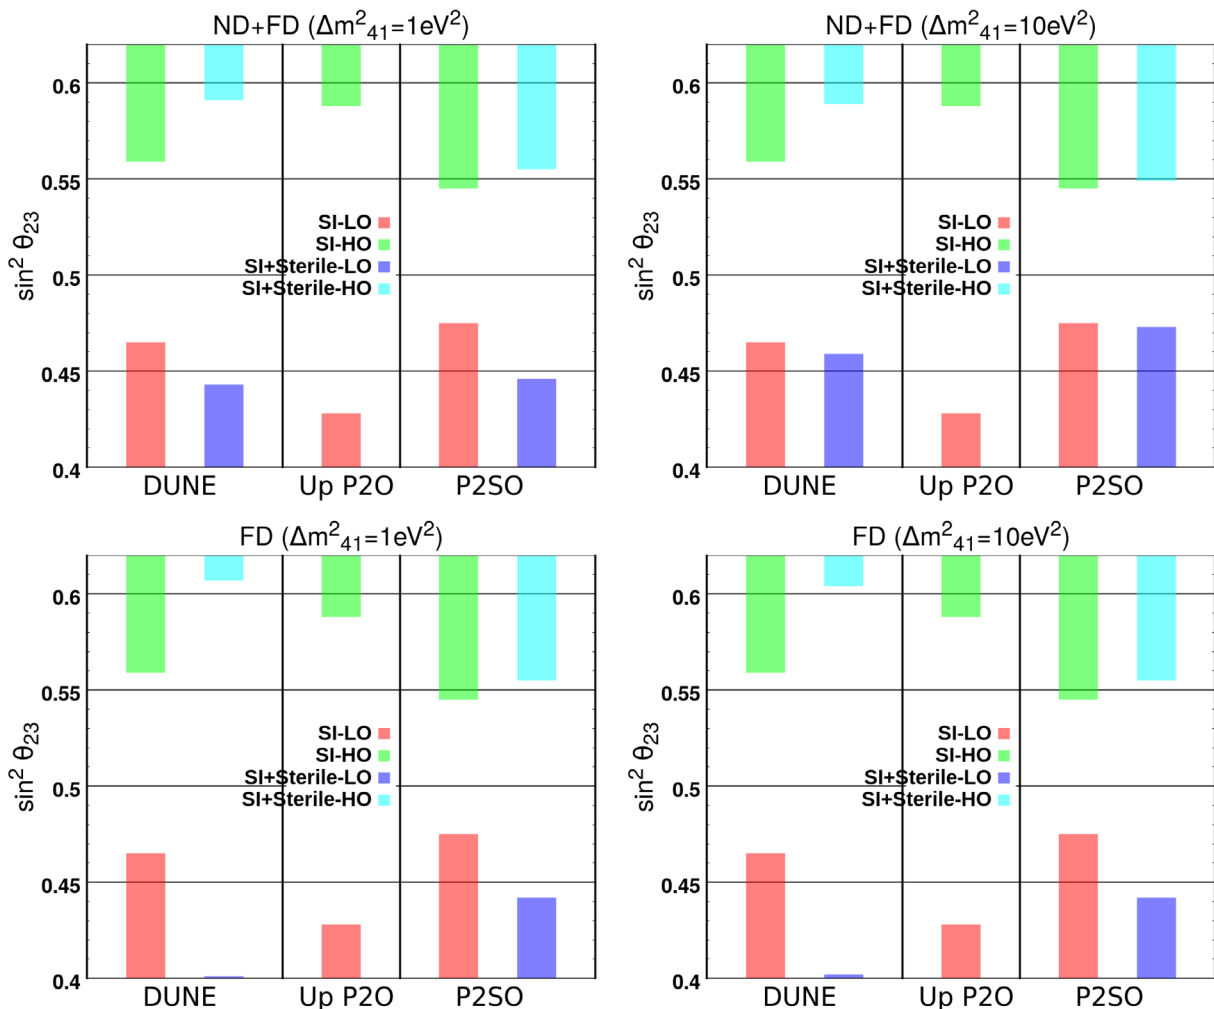 ND+FD (Δm²₄₁=1eV²)
0.6
0.55
0.5
0.45
0.4
sin² θ₂₃
SI-LO
SI-HO
SI+Sterile-LO
SI+Sterile-HO
DUNE Up P2O P2SO
ND+FD (Δm²₄₁=10eV²)
0.6
0.55
0.5
0.45
0.4
sin² θ₂₃
SI-LO
SI-HO
SI+Sterile-LO
SI+Sterile-HO
DUNE Up P2O P2SO
FD (Δm²₄₁=1eV²)
0.6
0.55
0.5
0.45
0.4
sin² θ₂₃
SI-LO
SI-HO
SI+Sterile-LO
SI+Sterile-HO
DUNE Up P2O P2SO
FD (Δm²₄₁=10eV²)
0.6
0.55
0.5
0.45
0.4
sin² θ₂₃
SI-LO
SI-HO
SI+Sterile-LO
SI+Sterile-HO
DUNE Up P2O P2SO